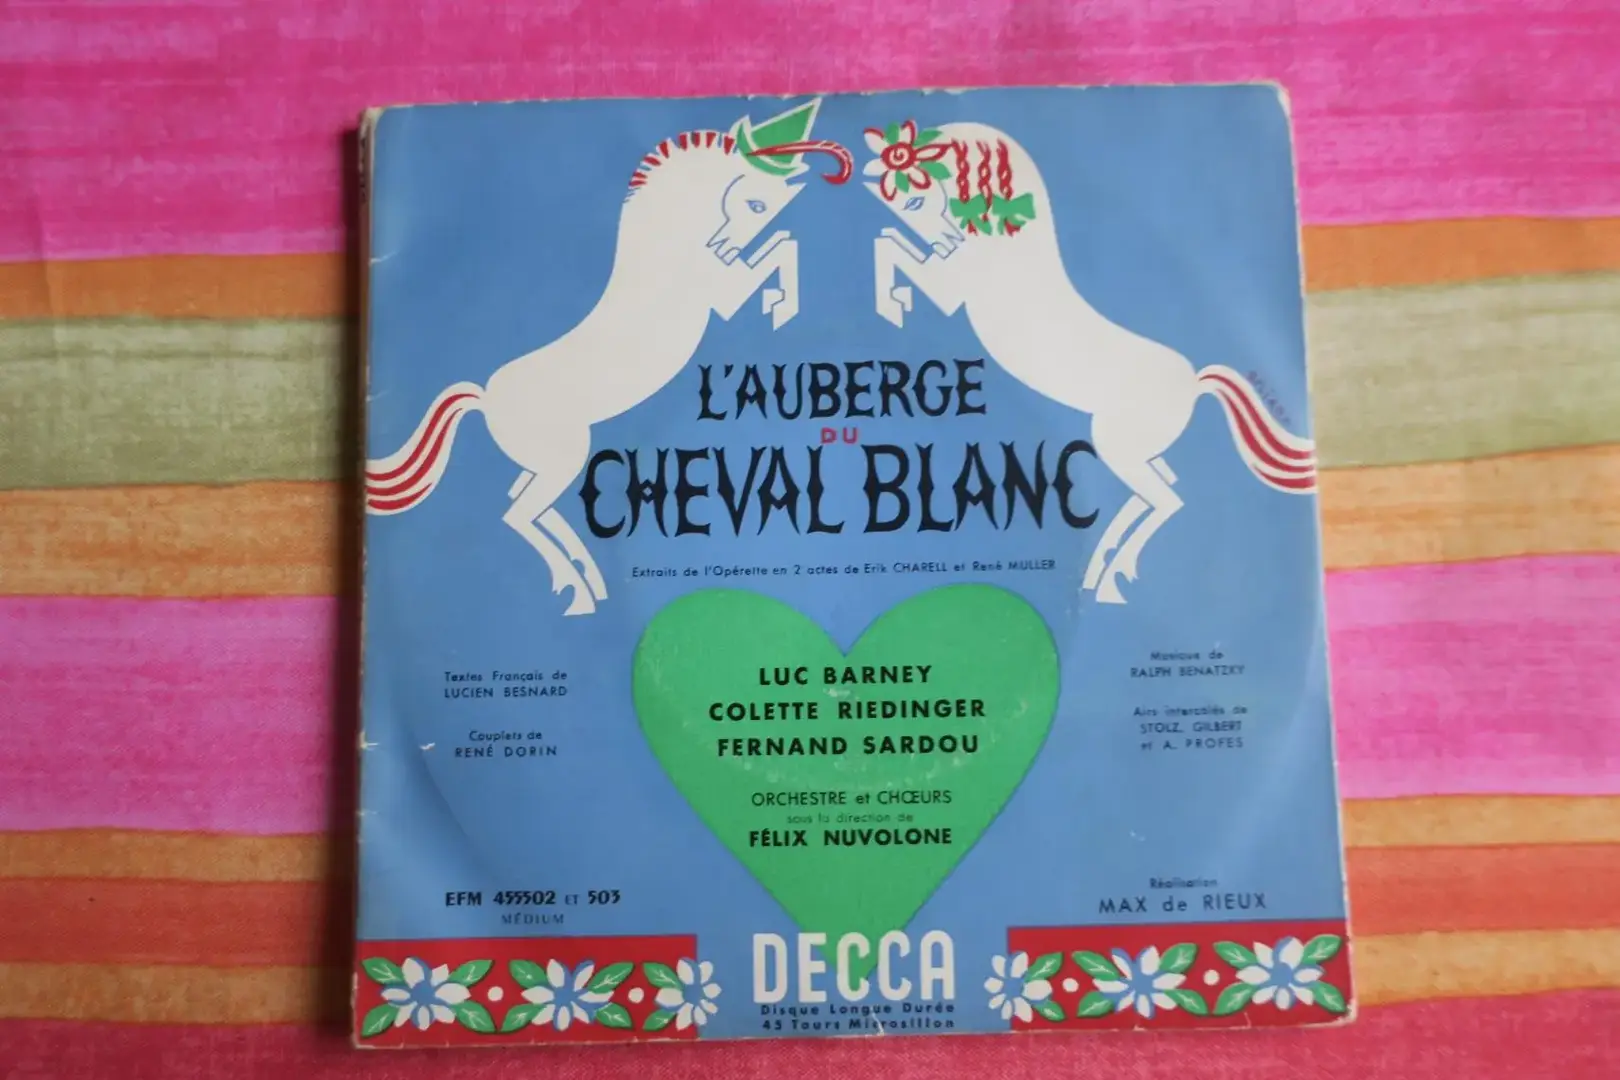 L'AUBERGE
DU
CHEVAL BLANC
Extraits de l'Opérette en 2 actes de Erik CHARELL et René MULLER
Textes Français de
LUCIEN BESNARD
Couplets de
RENÉ DORIN
LUC BARNEY
COLETTE RIEDINGER
FERNAND SARDOU
ORCHESTRE et CHŒURS
sous la direction de
FÉLIX NUVOLONE
Musique de
RALPH BENATZKY
Airs intercalés de
STOLZ, GILBERT
et A. PROFES
EFM 455502 ET 503
MÉDIUM
Réalisation
MAX de RIEUX
DECCA
Disque Longue Durée
45 Tours Microsillon